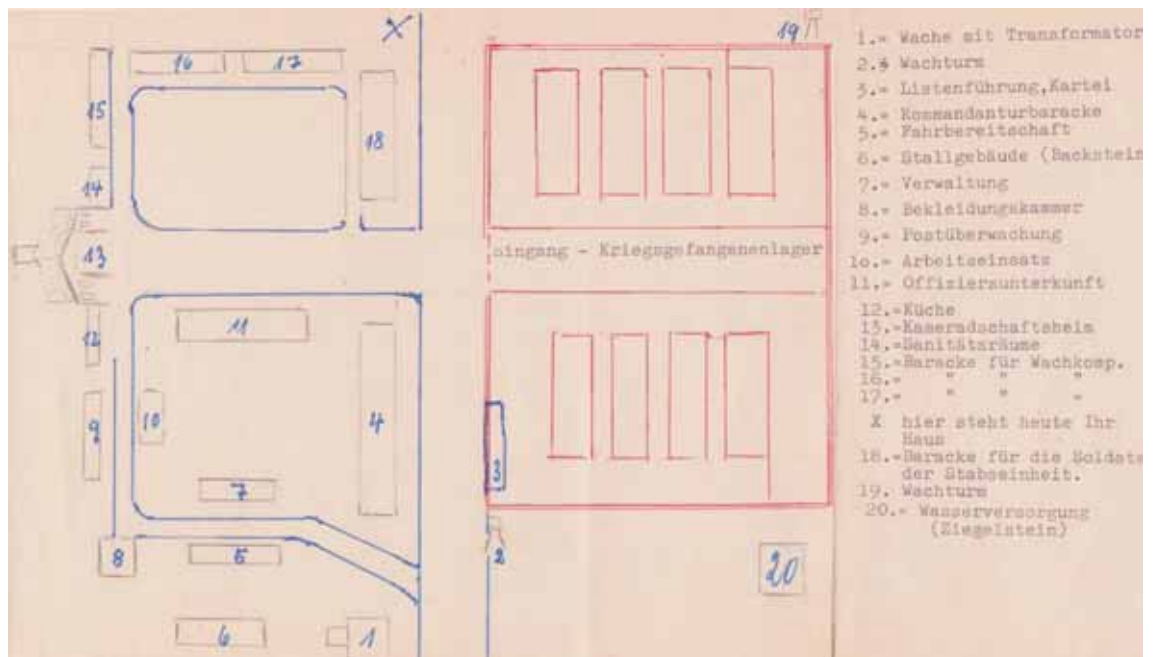 X
19
16
17
15
18
14
Eingang - Kriegsgefangenenlager
13
11
12
10
4
9
3
7
2
8
5
20
6
1
1.= Wache mit Transformator
2.= Wachturm
3.= Listenführung,Kartei
4.= Kommandanturbaracke
5.= Fahrbereitschaft
6.= Stallgebäude (Backstein
7.= Verwaltung
8.= Bekleidungskammer
9.= Postüberwachung
10.= Arbeitseinsatz
11.= Offiziersunterkunft
12.=Küche
13.=Kameradschaftsheim
14.=Sanitätsräume
15.=Baracke für Wachkomp.
16.= " " "
17.= " " "
X hier steht heute Ihr
Haus
18.=Baracke für die Soldate
der Stabseinheit.
19. Wachturm
20.= Wasserversorgung
(Ziegelstein)